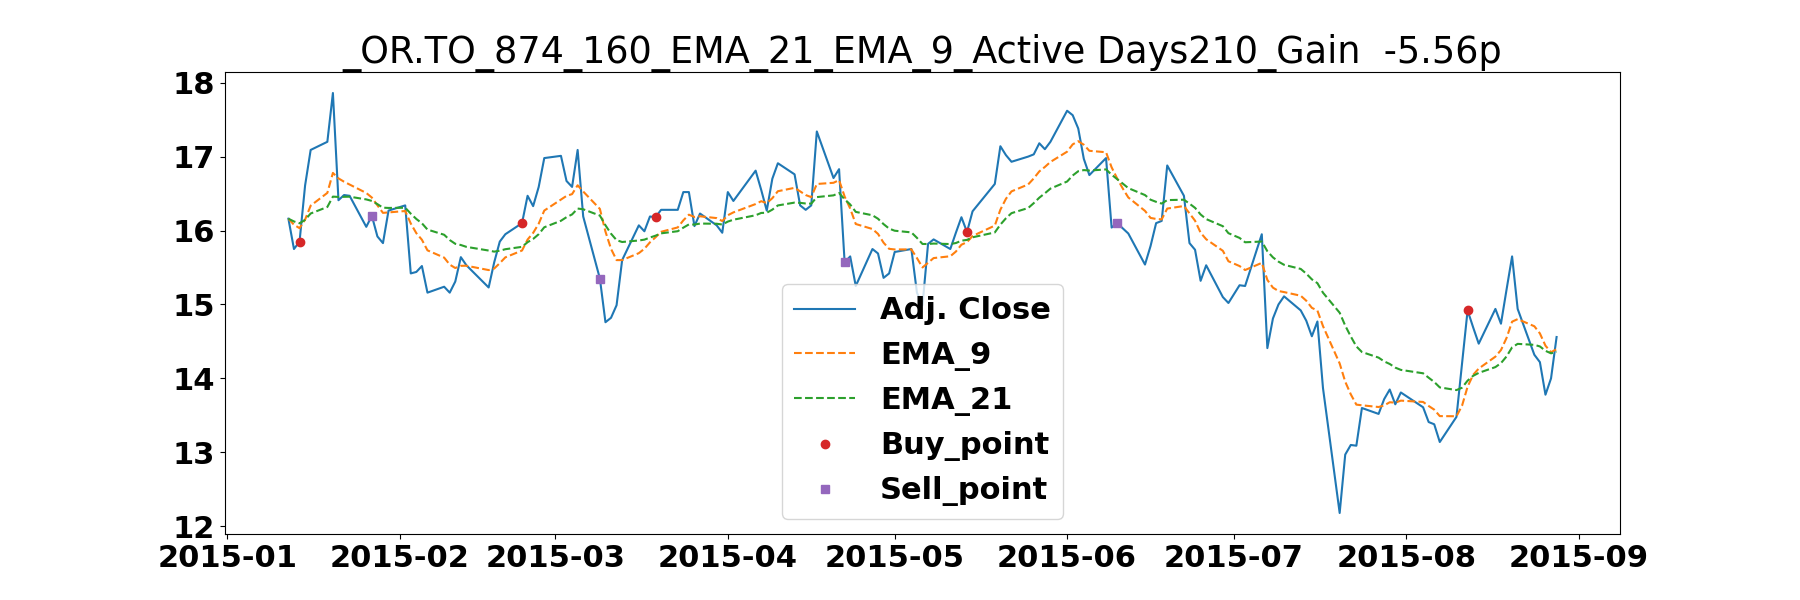 _OR.TO_874_160_EMA_21_EMA_9_Active Days210_Gain  -5.56p
18
17
16
15
14
13
12
Adj. Close
EMA_9
EMA_21
Buy_point
Sell_point
2015-01 2015-02 2015-03 2015-04 2015-05 2015-06 2015-07 2015-08 2015-09